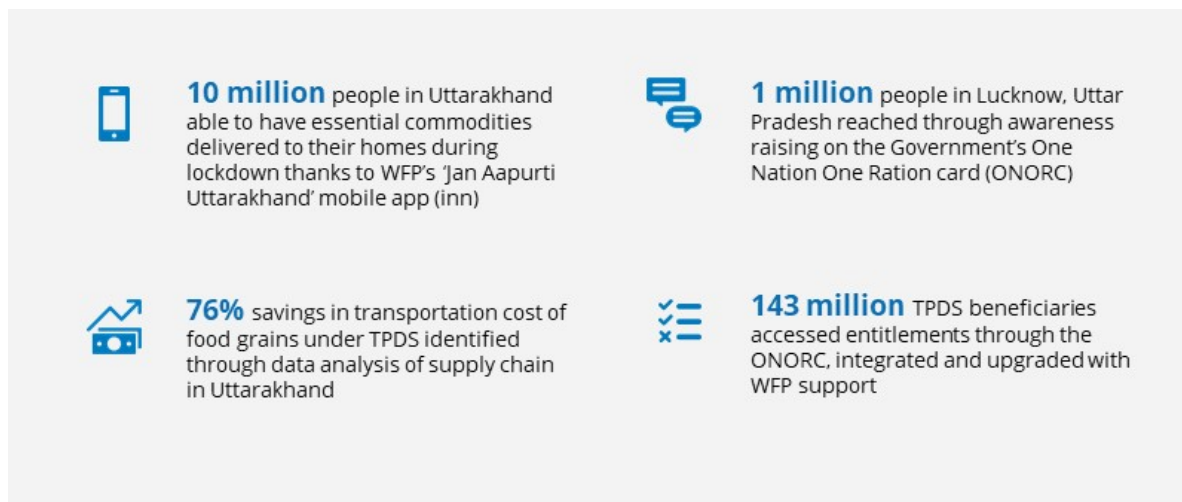 10 million people in Uttarakhand
able to have essential commodities
delivered to their homes during
lockdown thanks to WFP's ‘Jan Aapurti
Uttarakhand’ mobile app (inn)
1 million people in Lucknow, Uttar
Pradesh reached through awareness
raising on the Government’s One
Nation One Ration card (ONORC)
76% savings in transportation cost of
food grains under TPDS identified
through data analysis of supply chain
in Uttarakhand
143 million TPDS beneficiaries
accessed entitlements through the
ONORC, integrated and upgraded with
WFP support